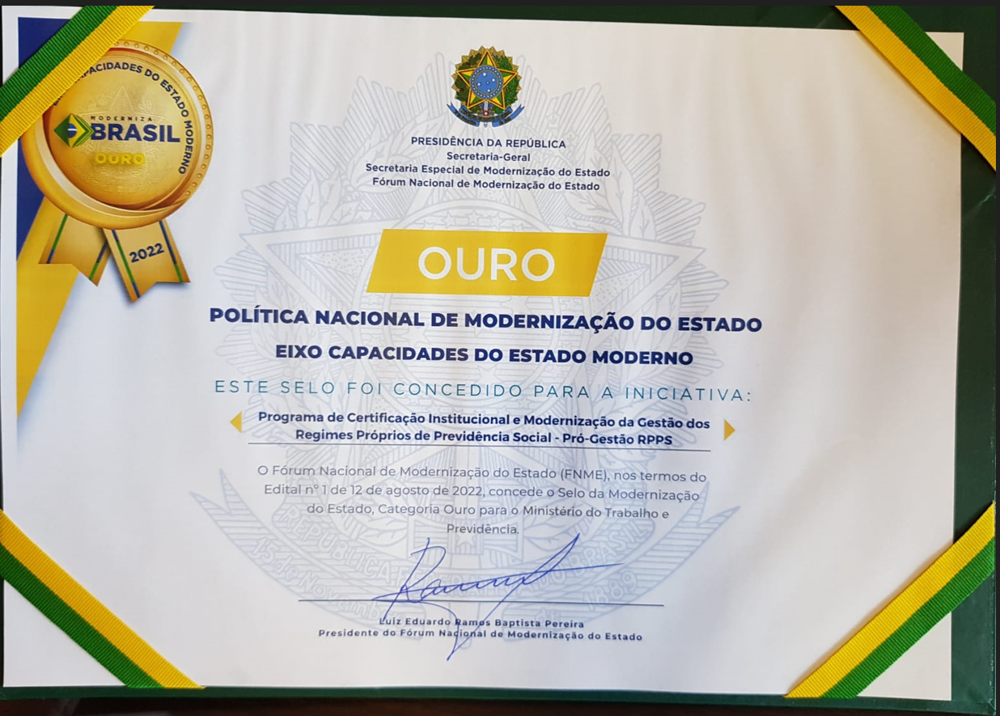 CAPACIDADES DO ESTADO MODERNO
MODERNIZA
BRASIL
OURO
2022
PRESIDÊNCIA DA REPÚBLICA
Secretaria-Geral
Secretaria Especial de Modernização do Estado
Fórum Nacional de Modernização do Estado
OURO
POLÍTICA NACIONAL DE MODERNIZAÇÃO DO ESTADO
EIXO CAPACIDADES DO ESTADO MODERNO
ESTE SELO FOI CONCEDIDO PARA A INICIATIVA:
Programa de Certificação Institucional e Modernização da Gestão dos
Regimes Próprios de Previdência Social - Pró-Gestão RPPS
O Fórum Nacional de Modernização do Estado (FNME), nos termos do
Edital nº 1 de 12 de agosto de 2022, concede o Selo da Modernização
do Estado, Categoria Ouro para o Ministério do Trabalho e
Previdência.
Luiz Eduardo Ramos Baptista Pereira
Presidente do Fórum Nacional de Modernização do Estado